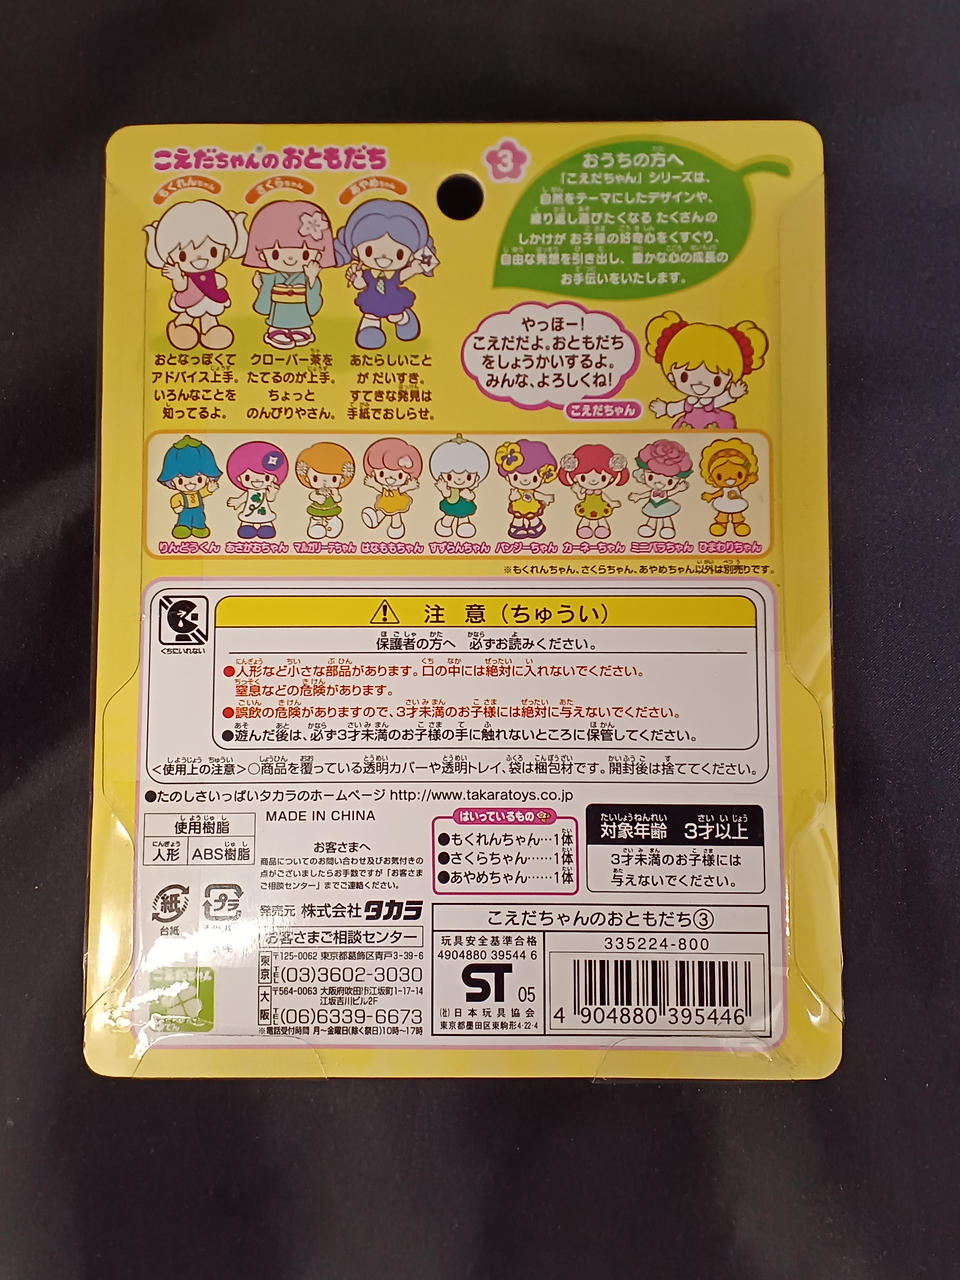 こえだちゃん®のおともだち
3
もくれんちゃん
さくらちゃん
あやめちゃん
おとなっぽくて
アドバイス上手。
いろんなことを
知ってるよ。
クローバー茶を
たてるのが上手。
ちょっと
のんびりやさん。
あたらしいこと
が だいすき。
すてきな発見は
手紙でおしらせ。
おうちの方へ
「こえだちゃん」シリーズは、
自然をテーマにしたデザインや、
繰り返し遊びたくなる たくさんの
しかけが お子様の好奇心をくすぐり、
自由な発想を引き出し、豊かな心の成長の
お手伝いをいたします。
やっほー!
こえだだよ。おともだち
をしょうかいするよ。
みんな、よろしくね!
こえだちゃん
りんどうくん
あさがおちゃん
マルガリーテちゃん
はなももちゃん
すずらんちゃん
パンジーちゃん
カーネーちゃん
ミニバラちゃん
ひまわりちゃん
※もくれんちゃん、さくらちゃん、あやめちゃん以外は別売りです。
くちにいれない
注 意 (ちゅうい)
保護者の方へ 必ずお読みください。
●人形など小さな部品があります。口の中には絶対に入れないでください。
窒息などの危険があります。
●誤飲の危険がありますので、3才未満のお子様には絶対に与えないでください。
●遊んだ後は、必ず3才未満のお子様の手に触れないところに保管してください。
<使用上の注意>○商品を覆っている透明カバーや透明トレイ、袋は梱包材です。開封後は捨ててください。
●たのしさいっぱいタカラのホームページ http://www.takaratoys.co.jp
使用樹脂
人形 ABS樹脂
MADE IN CHINA
お客さまへ
商品についてのお問い合わせ及びお気付きの
点がございましたらお手数ですが「お客さま
ご相談センター」までご連絡ください。
はいっているもの
●もくれんちゃん…1体
●さくらちゃん……1体
●あやめちゃん……1体
対象年齢 3才以上
3才未満のお子様には
与えないでください。
紙
台紙
プラ
発売元 株式会社タカラ
お客さまご相談センター
東京 〒125-0062 東京都葛飾区青戸3-39-6
TEL (03)3602-3030
大阪 〒564-0063 大阪府吹田市江坂町1-17-14
江坂吉川ビル2F
TEL (06)6339-6673
※電話受付時間 月〜金曜日(除く祭日)10時〜17時
こえだちゃんのおともだち③
玩具安全基準合格
4904880 39544 6
ST 05
(社)日本玩具協会
東京都墨田区東駒形4-22-4
335224-800
4 904880 395446